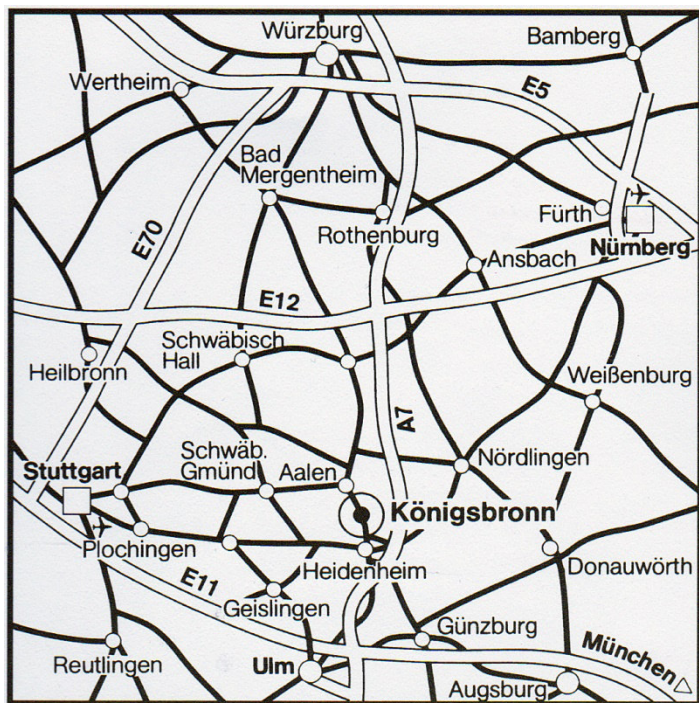 Würzburg
Bamberg
Wertheim
E5
Bad
Mergentheim
Fürth
Rothenburg
Nürnberg
E70
Ansbach
E12
Schwäbisch
Hall
Heilbronn
Weißenburg
A7
Schwäb.
Gmünd
Stuttgart
Aalen
Nördlingen
Königsbronn
Plochingen
Heidenheim
Donauwörth
E11
Geislingen
Günzburg
Reutlingen
Ulm
München
Augsburg